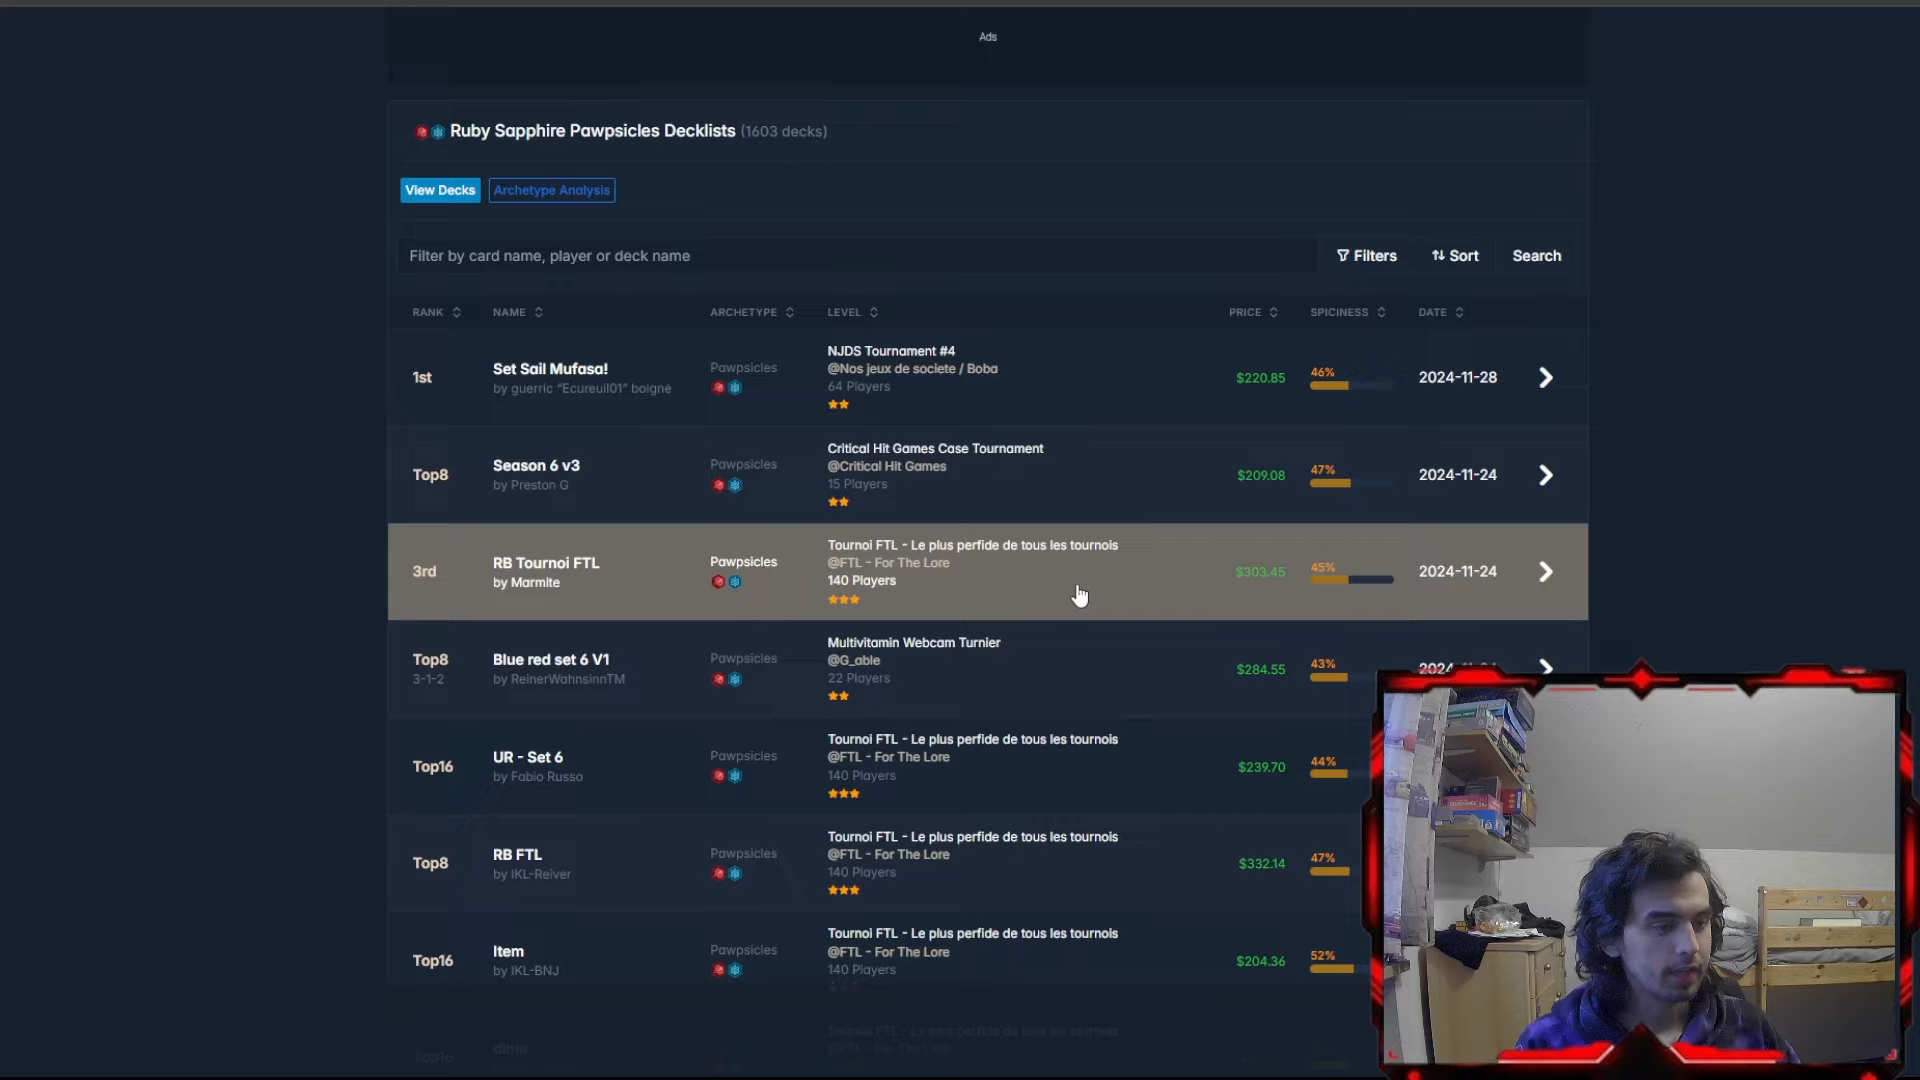 Ads
Ruby Sapphire Pawpsicles Decklists (1603 decks)
View Decks Archetype Analysis
Filter by card name, player or deck name Filters Sort Search
RANK NAME ARCHETYPE LEVEL PRICE SPICINESS DATE
1st
Set Sail Mufasa!
by guerric "Ecureuil01" boigné
Pawpsicles
NJDS Tournament #4
@Nos jeux de societe / Boba
64 Players
$220.85
46%
2024-11-28
Top8
Season 6 v3
by Preston G
Pawpsicles
Critical Hit Games Case Tournament
@Critical Hit Games
15 Players
$209.08
47%
2024-11-24
3rd
RB Tournoi FTL
by Marmite
Pawpsicles
Tournoi FTL - Le plus perfide de tous les tournois
@FTL - For The Lore
140 Players
$303.45
45%
2024-11-24
Top8
3-1-2
Blue red set 6 V1
by ReinerWahnsinnTM
Pawpsicles
Multivitamin Webcam Turnier
@G_able
22 Players
$284.55
43%
Top16
UR - Set 6
by Fabio Russo
Pawpsicles
Tournoi FTL - Le plus perfide de tous les tournois
@FTL - For The Lore
140 Players
$239.70
44%
Top8
RB FTL
by IKL-Reiver
Pawpsicles
Tournoi FTL - Le plus perfide de tous les tournois
@FTL - For The Lore
140 Players
$332.14
47%
Top16
Item
by IKL-BNJ
Pawpsicles
Tournoi FTL - Le plus perfide de tous les tournois
@FTL - For The Lore
140 Players
$204.36
52%
Tournoi FTL - Le plus perfide de tous les tournois